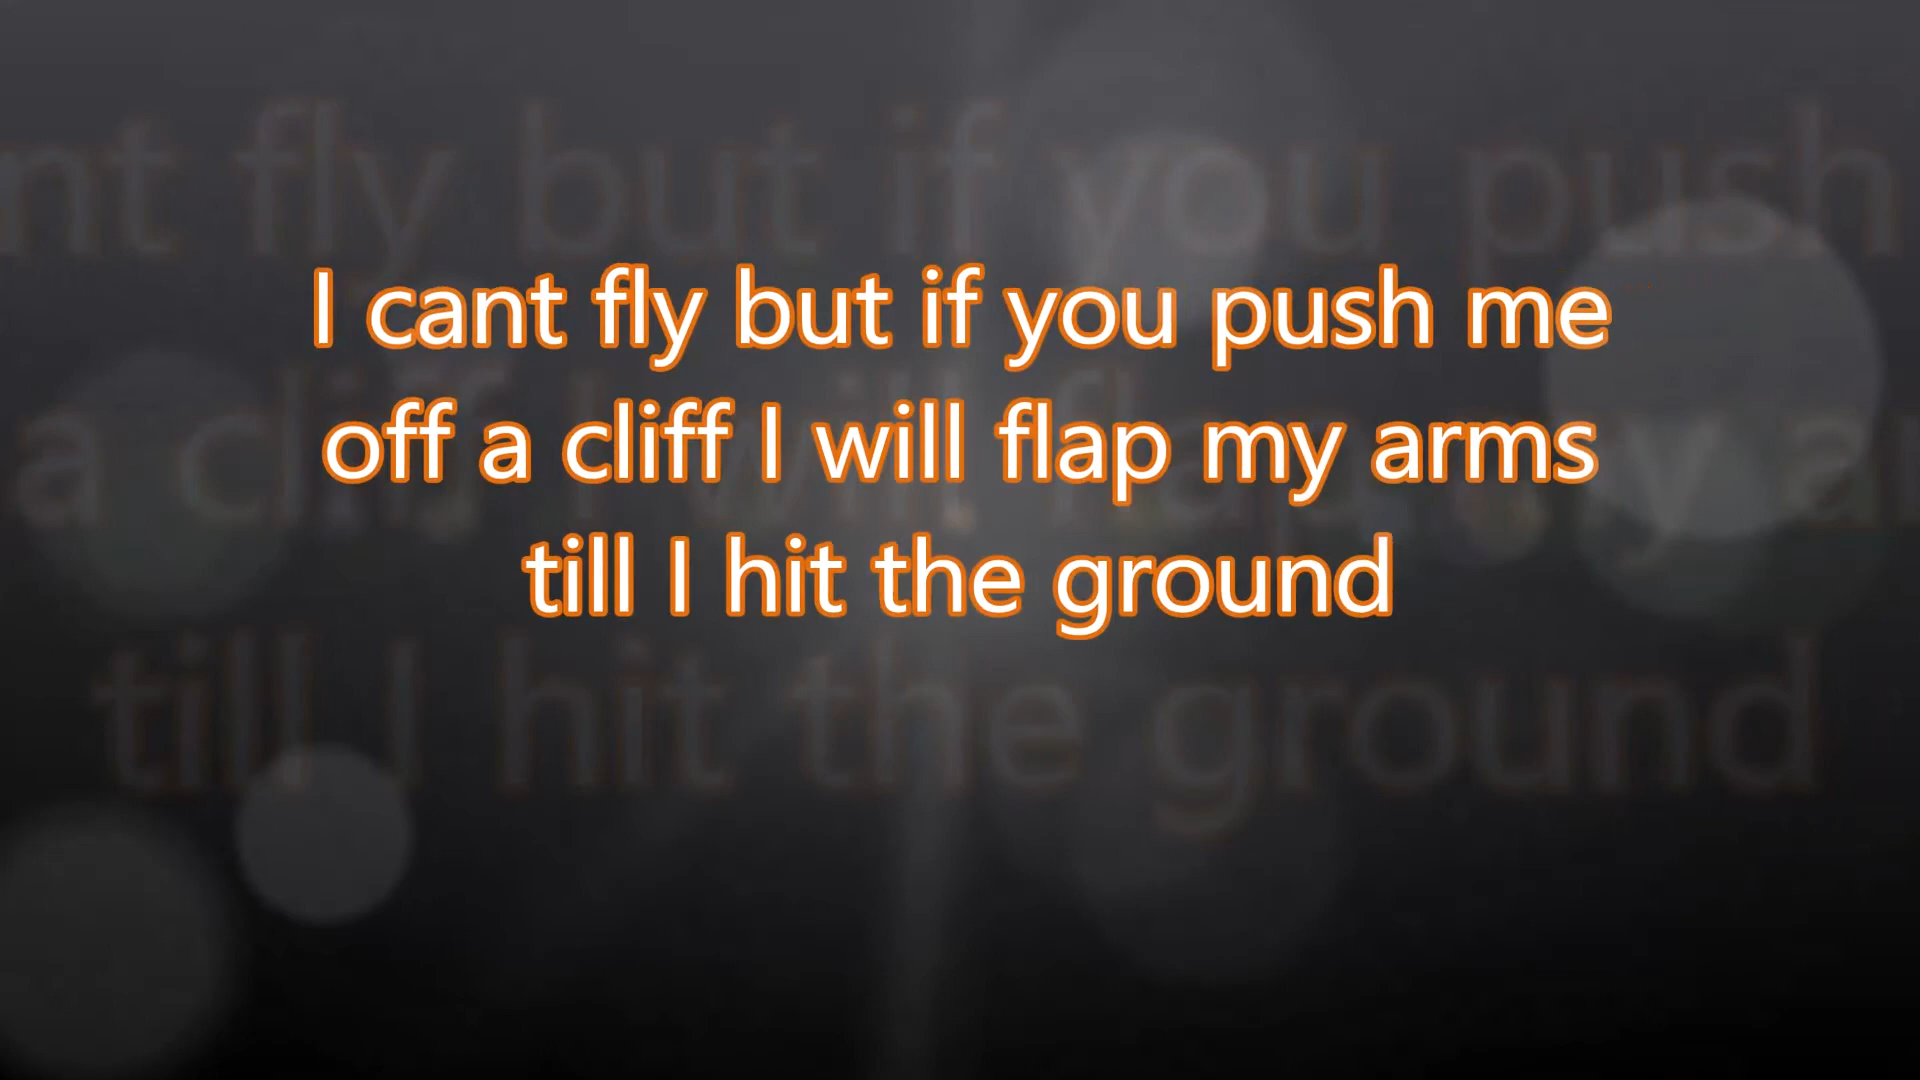 I cant fly but if you push me
off a cliff I will flap my arms
till I hit the ground